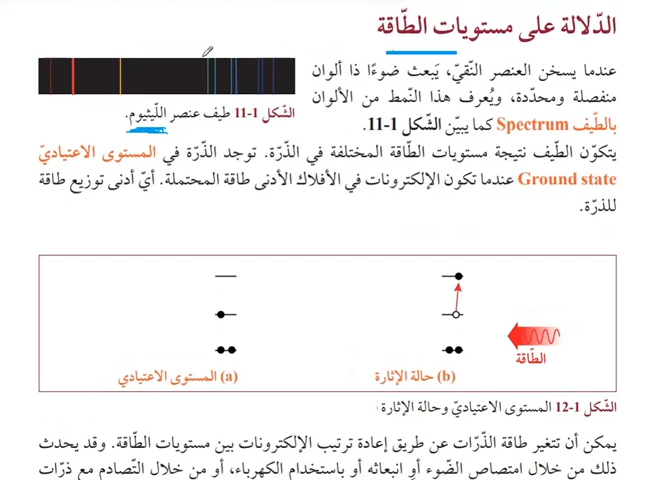 الدّلالة على مستويات الطّاقة
عندما يسخن العنصر النّقيّ، يَبعث ضوءًا ذا ألوان
منفصلة ومحدّدة، ويُعرف هذا النّمط من الألوان
بالطّيف Spectrum كما يبيّن الشّكل 1-11.
الشّكل 1-11 طيف عنصر اللّيثيوم.
يتكوّن الطّيف نتيجة مستويات الطّاقة المختلفة في الذّرة. توجد الذّرة في المستوى الاعتياديّ
Ground state عندما تكون الإلكترونات في الأفلاك الأدنى طاقة المحتملة. أيّ أدنى توزيع طاقة
للذرّة.
الطّاقة
(b) حالة الإثارة
(a) المستوى الاعتيادي
الشّكل 1-12 المستوى الاعتياديّ وحالة الإثارة
يمكن أن تتغير طاقة الذّرات عن طريق إعادة ترتيب الإلكترونات بين مستويات الطّاقة. وقد يحدث
ذلك من خلال امتصاص الضّوء أو انبعاثه أو باستخدام الكهرباء، أو من خلال التّصادم مع ذرّات